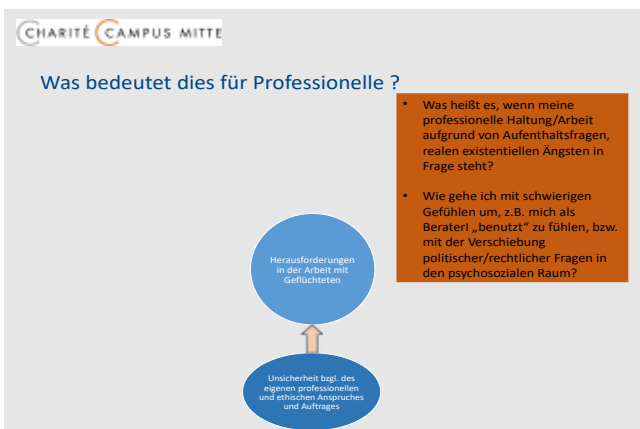 CHARITÉ CAMPUS MITTE
Was bedeutet dies für Professionelle ?
• Was heißt es, wenn meine
professionelle Haltung/Arbeit
aufgrund von Aufenthaltsfragen,
realen existentiellen Ängsten in
Frage steht?
• Wie gehe ich mit schwierigen
Gefühlen um, z.B. mich als
BeraterI „benutzt“ zu fühlen, bzw.
mit der Verschiebung
politischer/rechtlicher Fragen in
den psychosozialen Raum?
Herausforderungen
in der Arbeit mit
Geflüchteten
Unsicherheit bzgl. des
eigenen professionellen
und ethischen Anspruches
und Auftrages